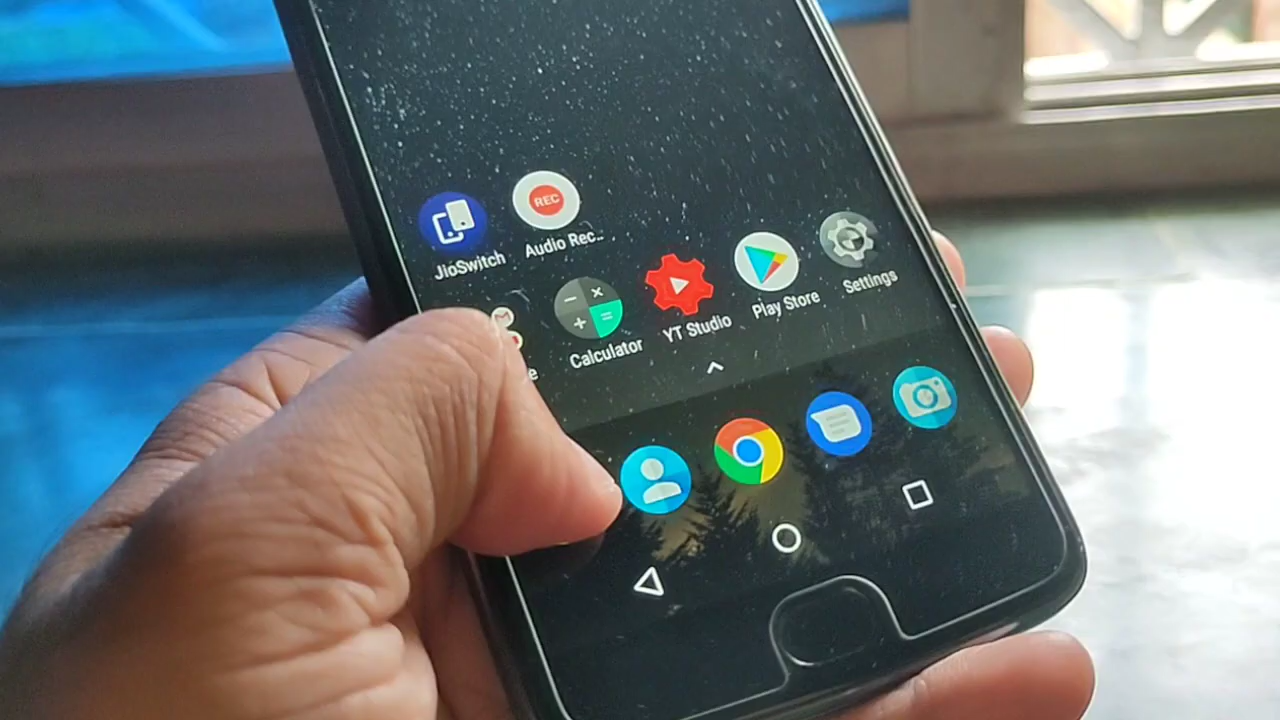 REC
JioSwitch
Audio Rec..
Calculator
YT Studio
Play Store
Settings